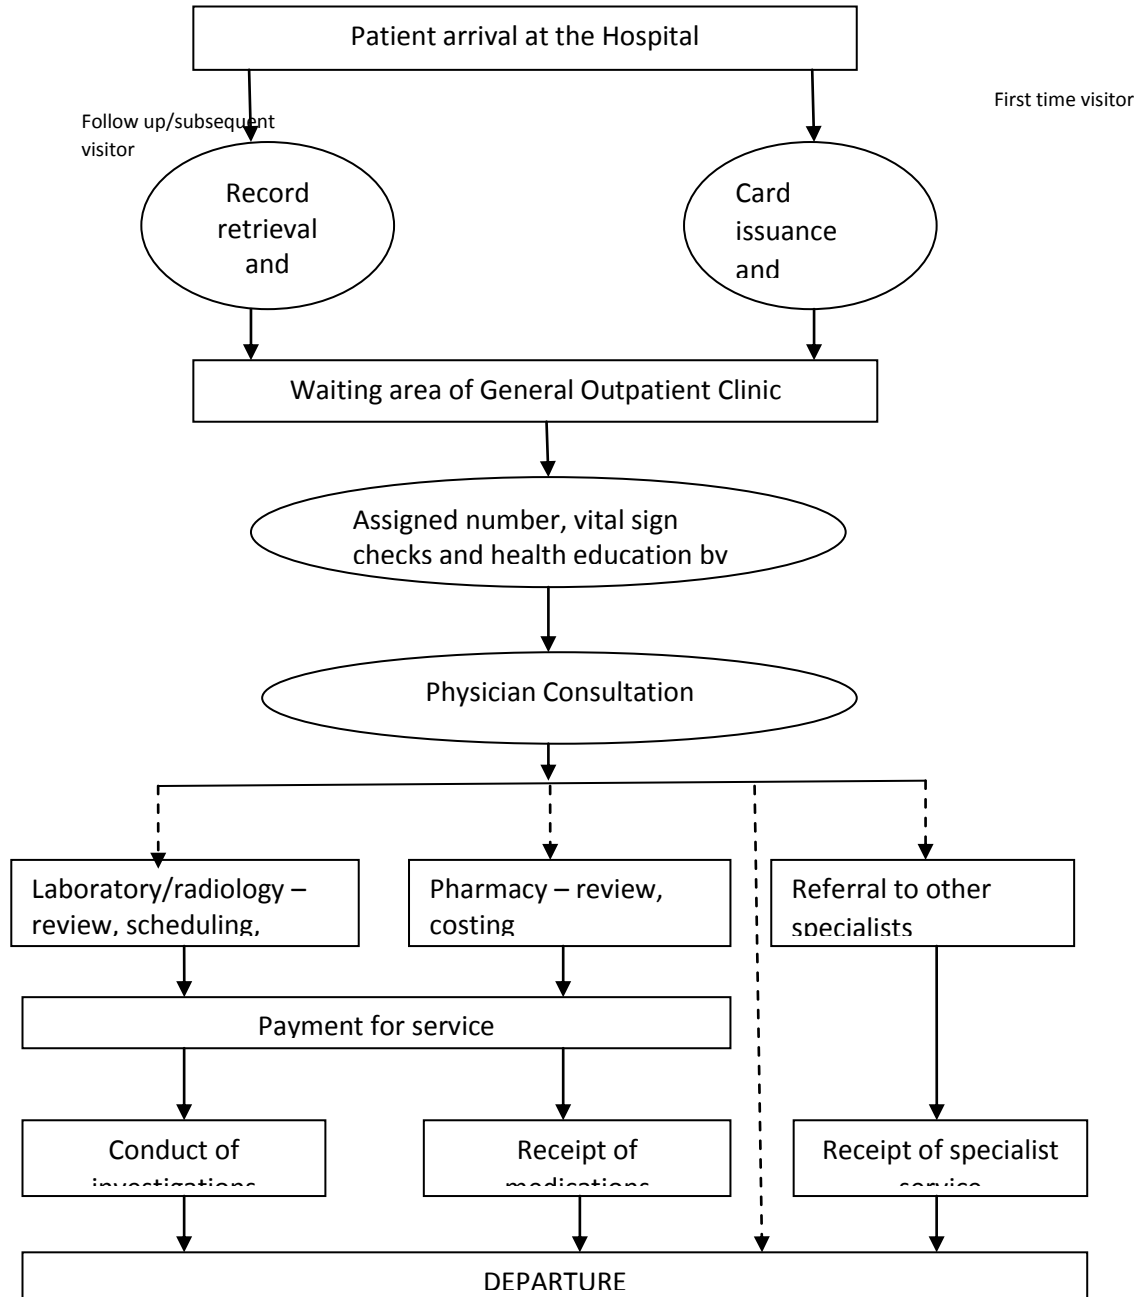 Patient arrival at the Hospital
First time visitor
Follow up/subsequent
visitor
Record
retrieval
and
Card
issuance
and
Waiting area of General Outpatient Clinic
Assigned number, vital sign
checks and health education by
Physician Consultation
Laboratory/radiology –
review, scheduling,
Pharmacy – review,
costing
Referral to other
specialists
Payment for service
Conduct of
investigations
Receipt of
medications
Receipt of specialist
service
DEPARTURE